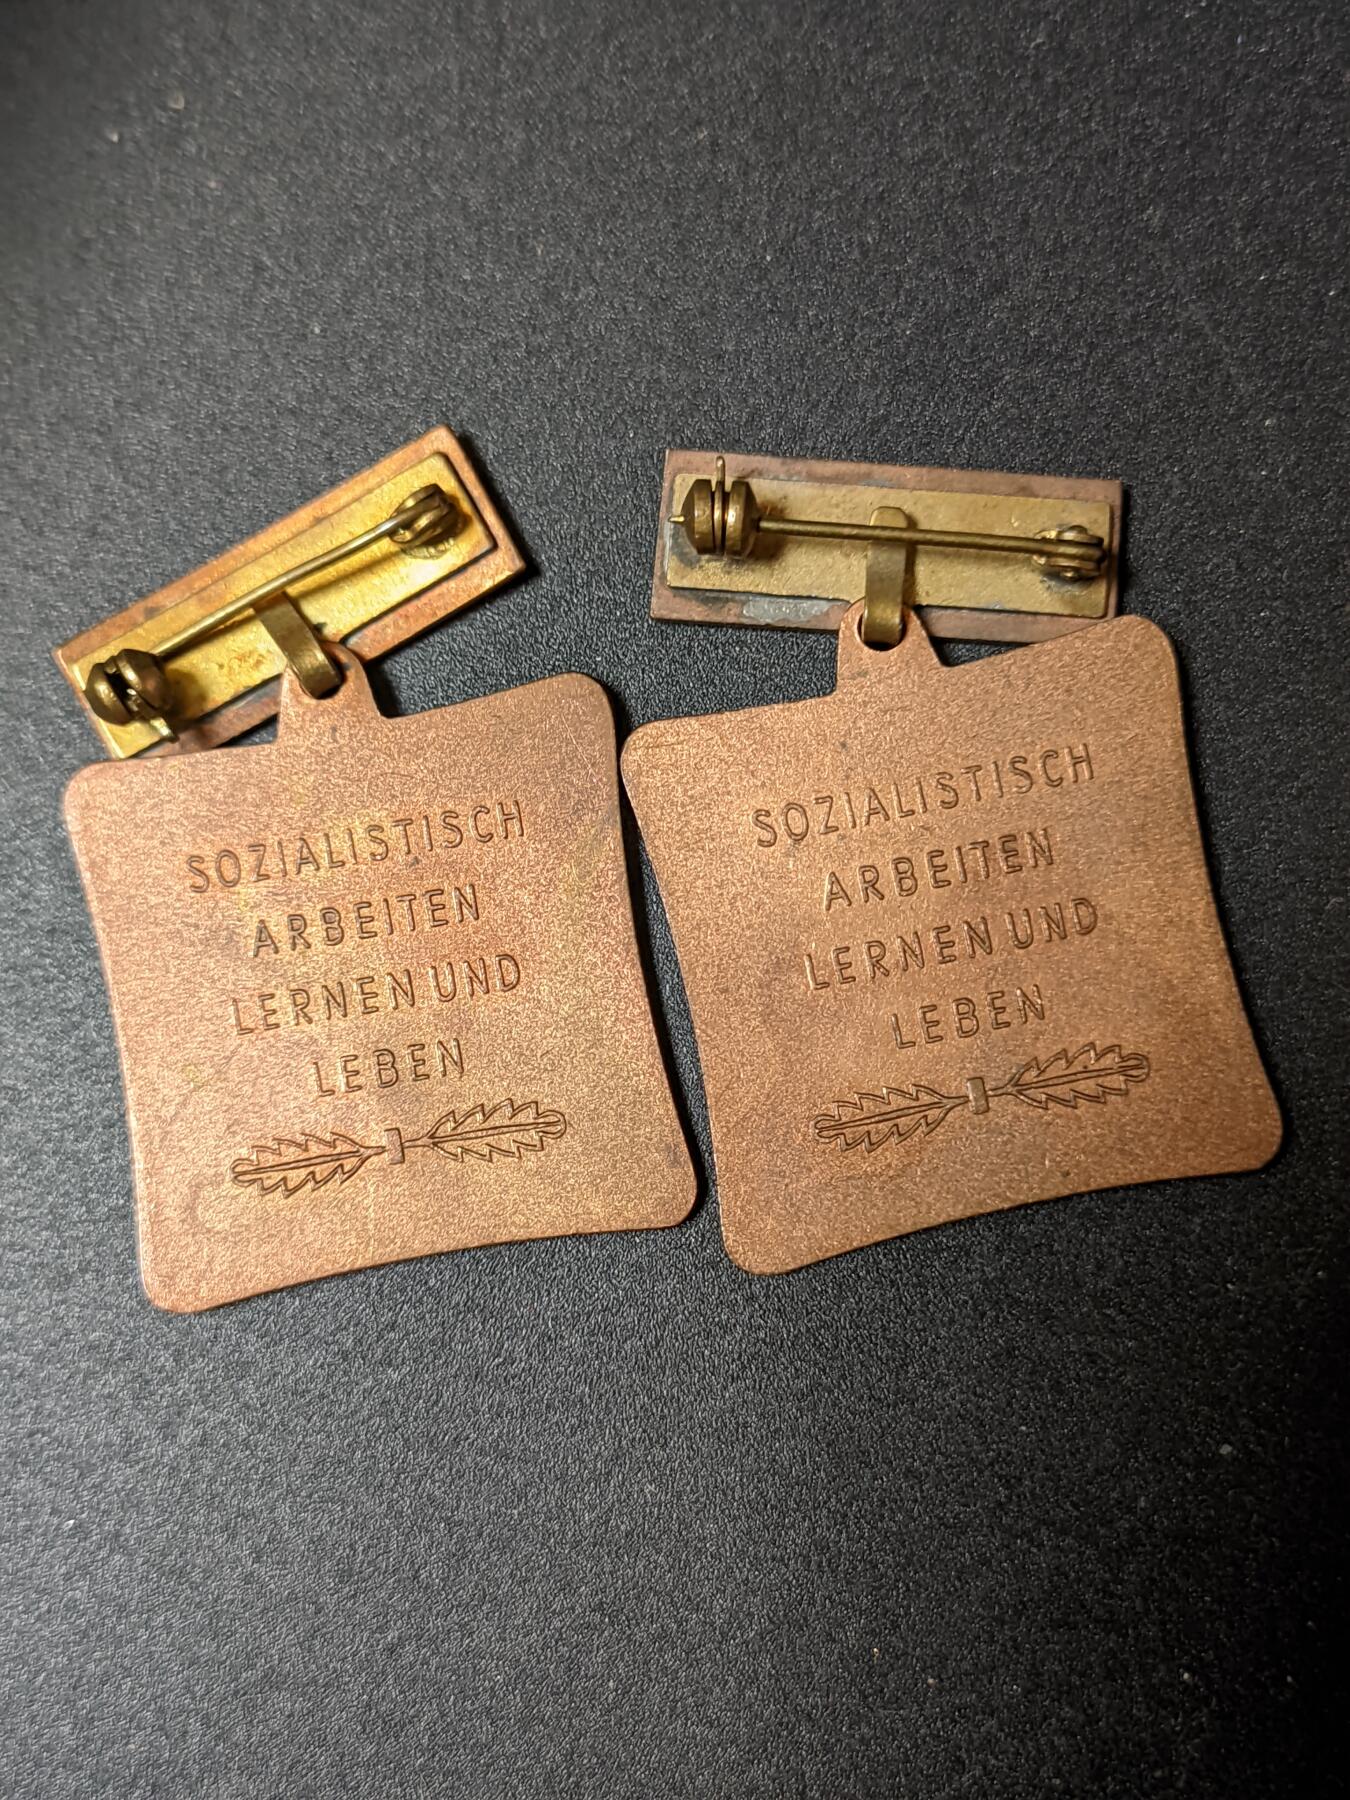 SOZIALISTISCH
ARBEITEN
LERNEN UND
LEBEN
SOZIALISTISCH
ARBEITEN
LERNEN UND
LEBEN